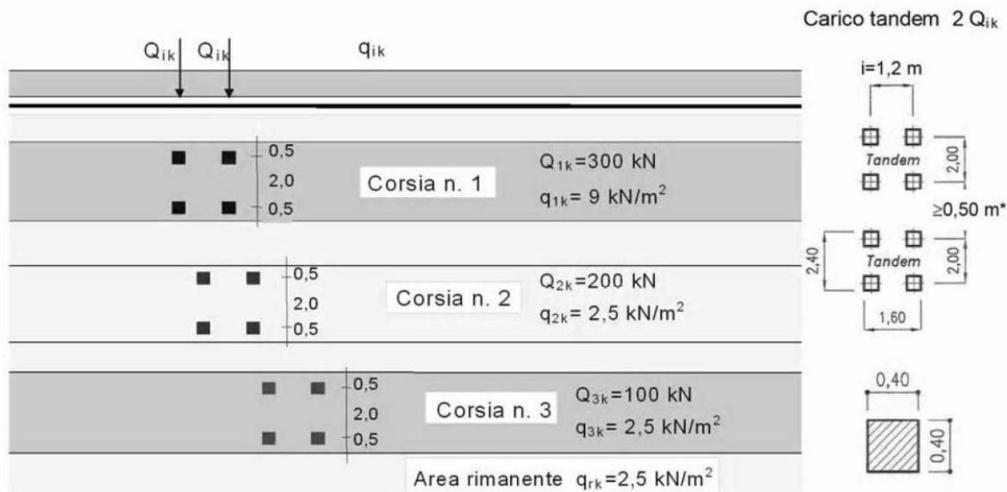 Carico tandem 2 Qik
Qik Qik qik
i=1,2 m
0,5
2,0
0,5
Corsia n. 1
Q1k=300 kN
q1k= 9 kN/m²
Tandem
2,00
≥0,50 m*
0,5
2,0
0,5
Corsia n. 2
Q2k=200 kN
q2k= 2,5 kN/m²
2,40
Tandem
2,00
1,60
0,5
2,0
0,5
Corsia n. 3
Q3k=100 kN
q3k= 2,5 kN/m²
0,40
0,40
Area rimanente qrk=2,5 kN/m²